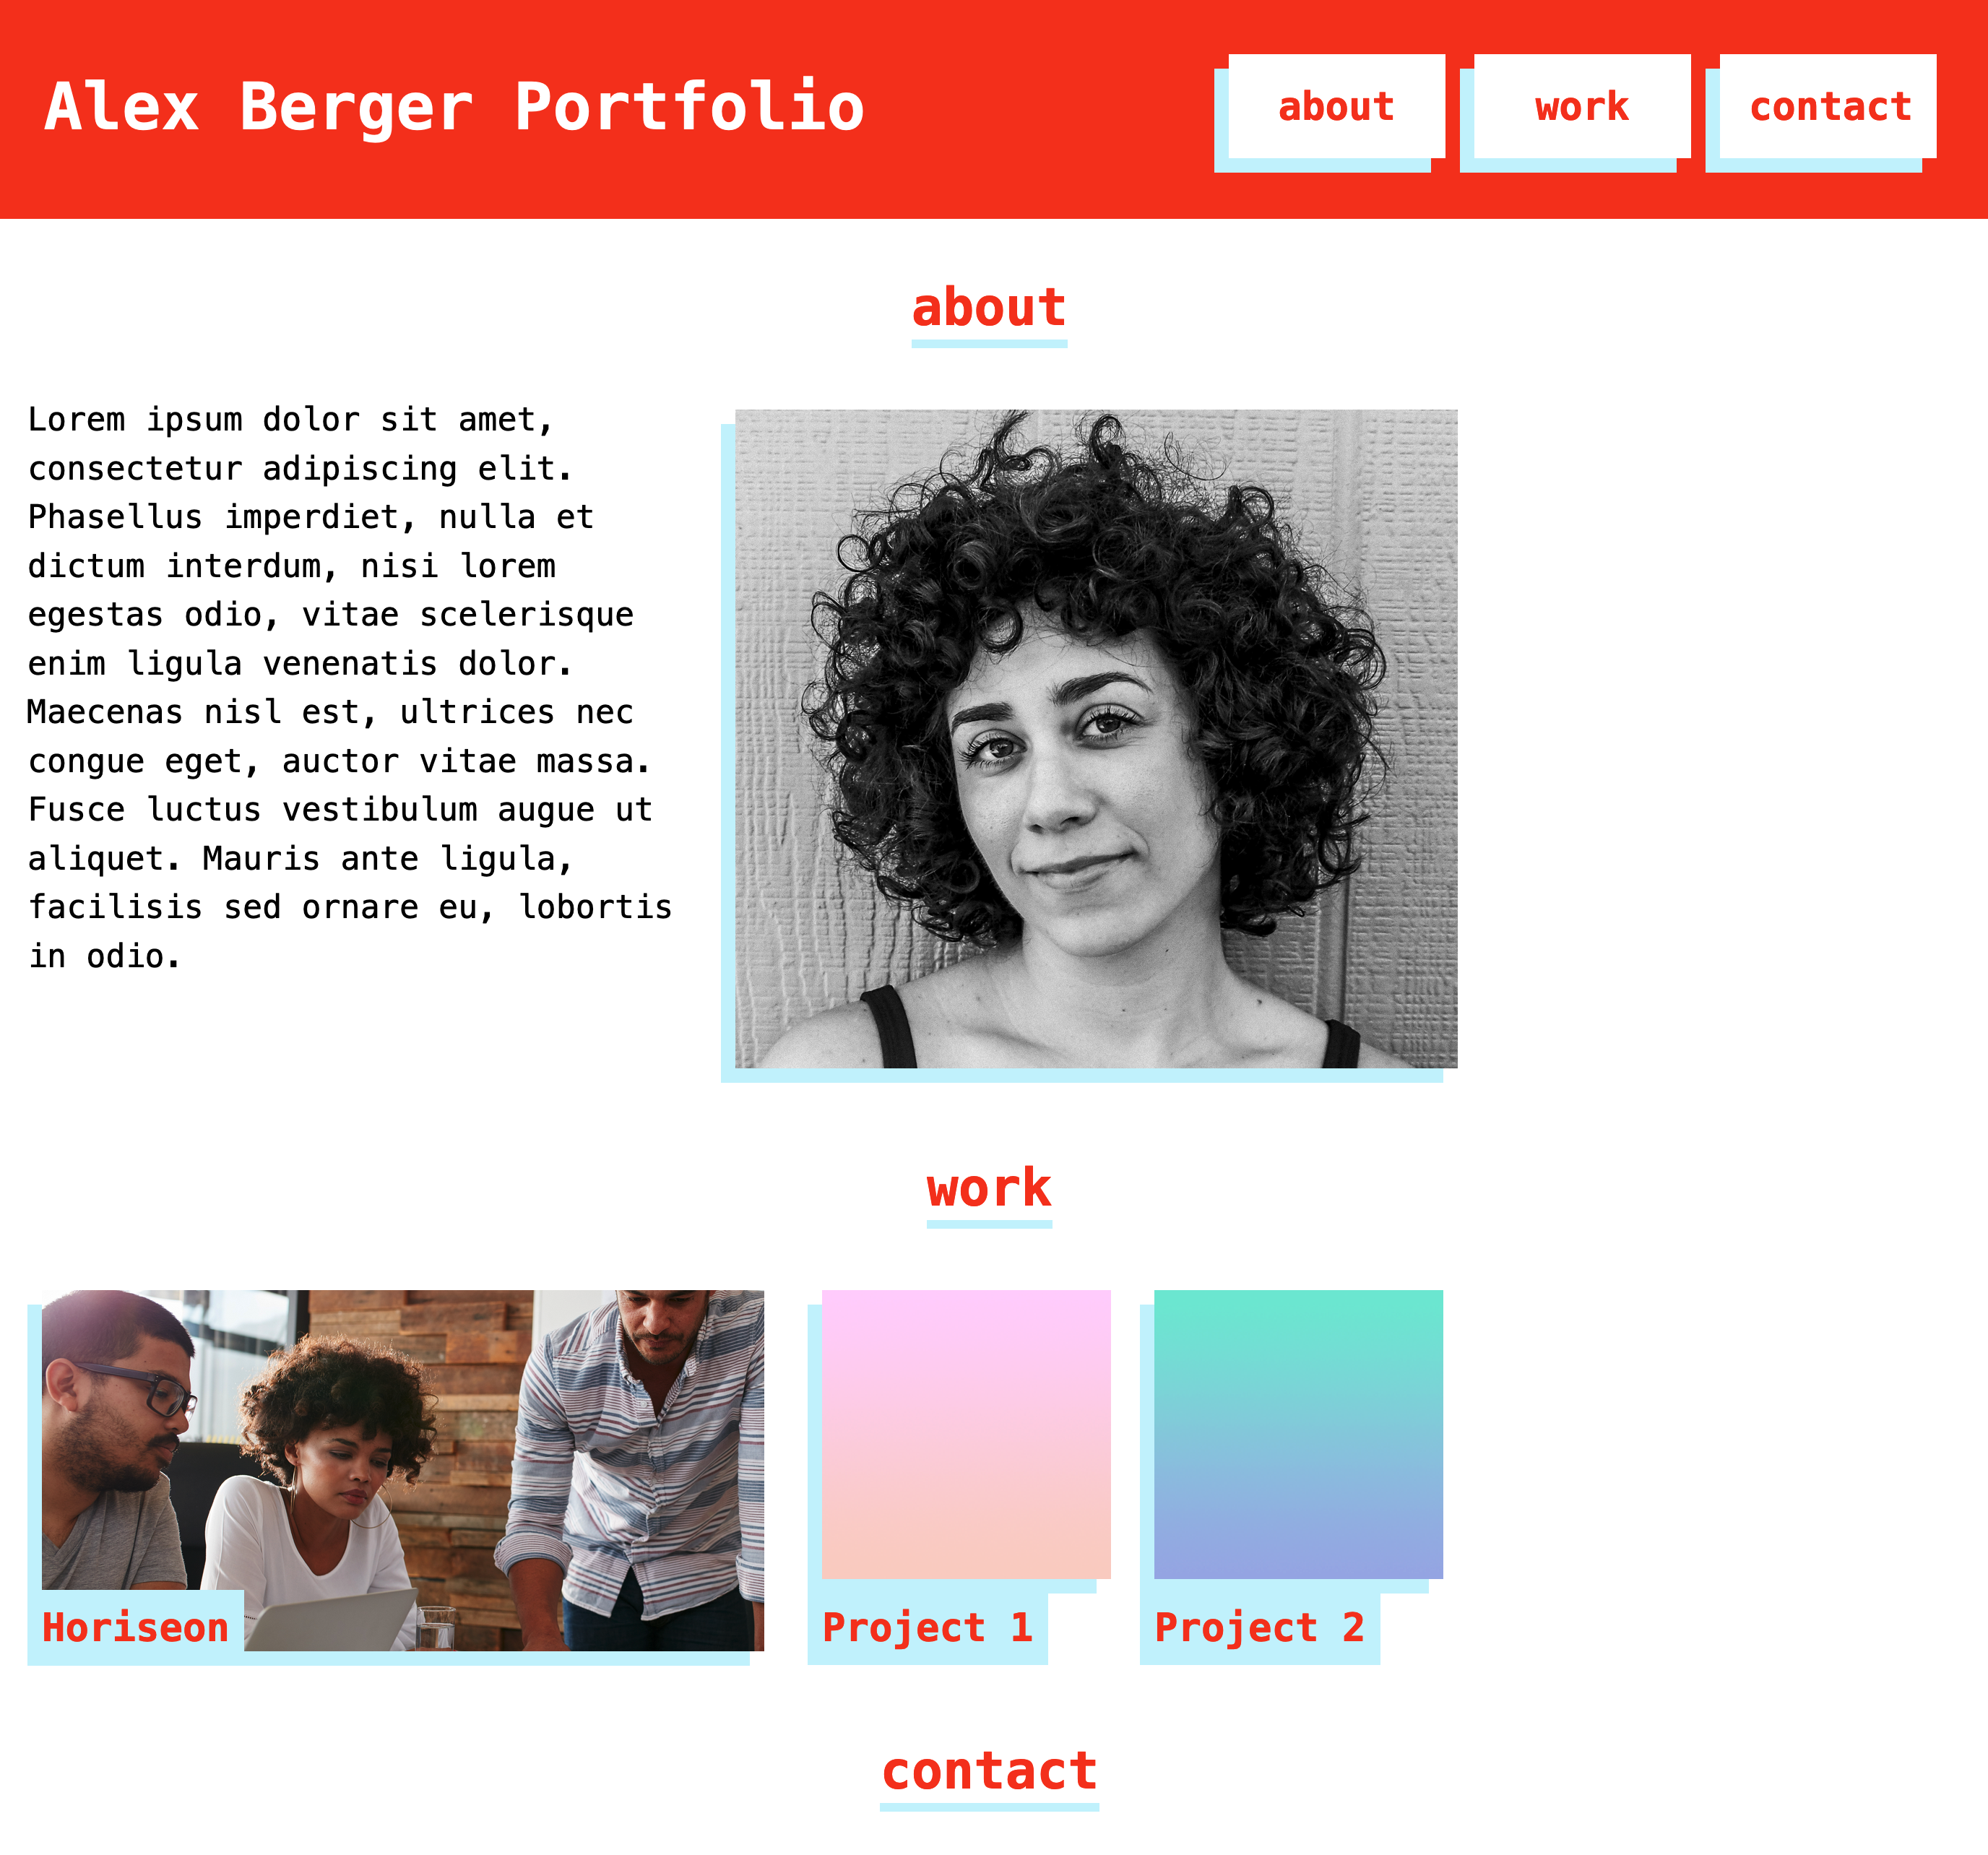 Alex Berger Portfolio
about
work
contact
about
Lorem ipsum dolor sit amet,
consectetur adipiscing elit.
Phasellus imperdiet, nulla et
dictum interdum, nisi lorem
egestas odio, vitae scelerisque
enim ligula venenatis dolor.
Maecenas nisl est, ultrices nec
congue eget, auctor vitae massa.
Fusce luctus vestibulum augue ut
aliquet. Mauris ante ligula,
facilisis sed ornare eu, lobortis
in odio.
work
Horiseon
Project 1
Project 2
contact